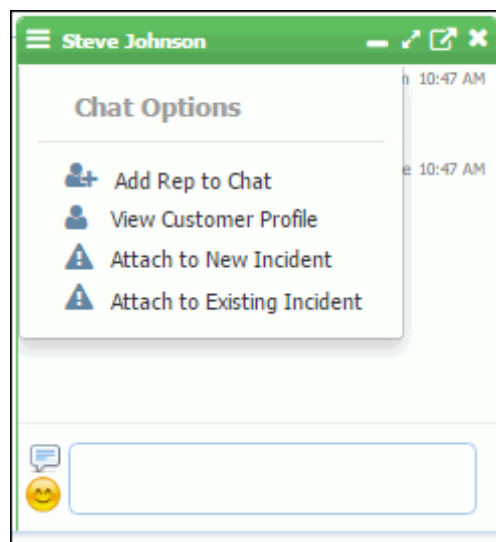 Steve Johnson
n 10:47 AM
Chat Options
e 10:47 AM
Add Rep to Chat
View Customer Profile
Attach to New Incident
Attach to Existing Incident